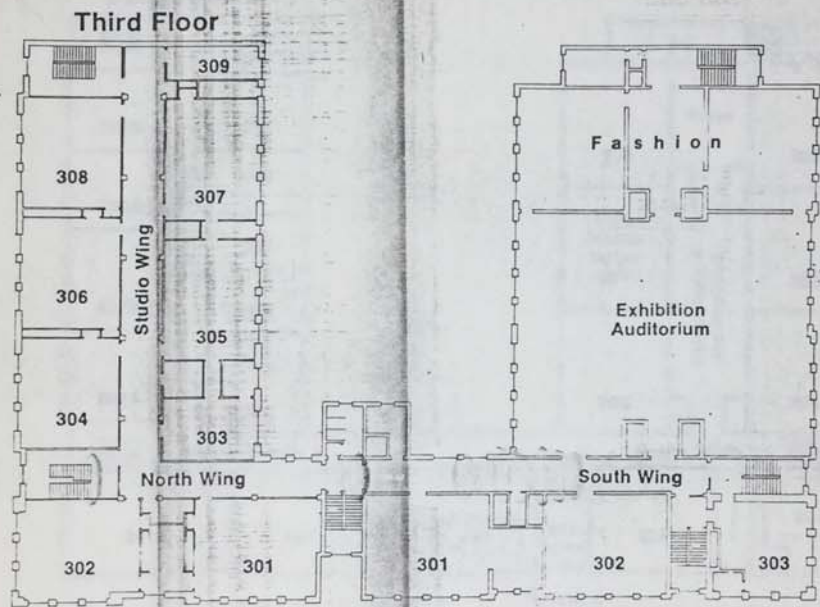 Third Floor
309
Fashion
308
307
Studio Wing
306
Exhibition
Auditorium
305
304
303
North Wing
South Wing
302
301
301
302
303